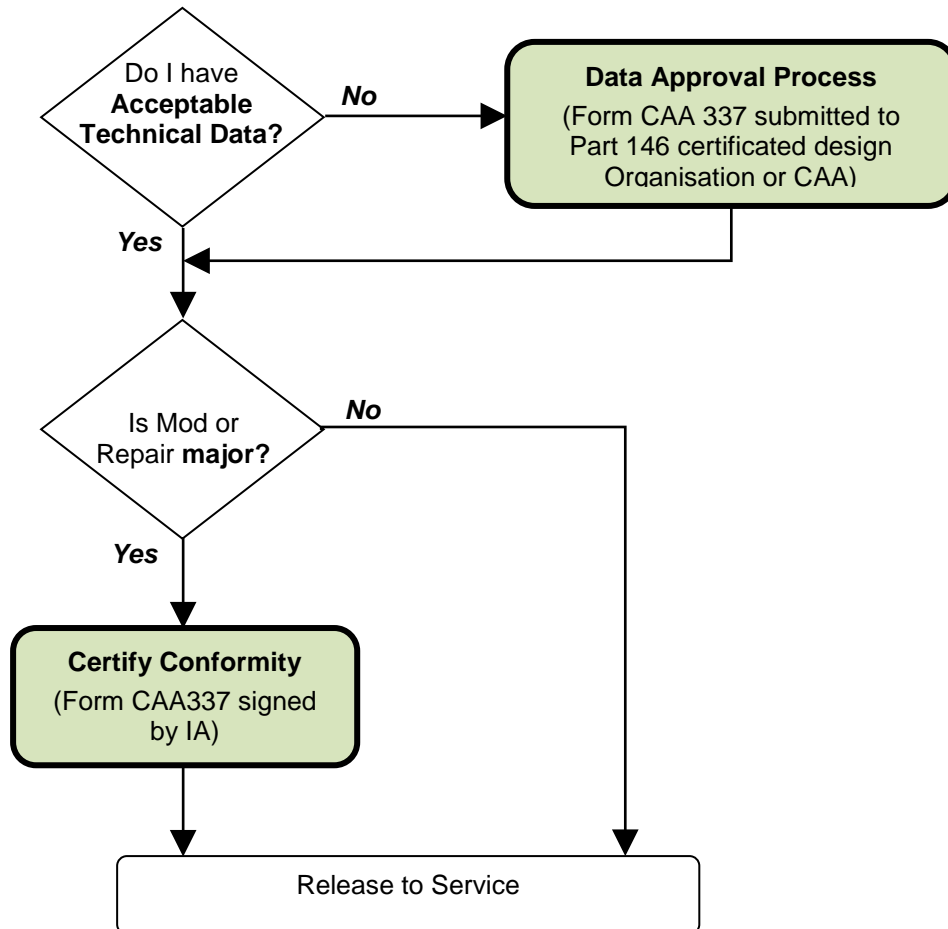 Do I have
Acceptable
Technical Data?
No
Data Approval Process
(Form CAA 337 submitted to
Part 146 certificated design
Organisation or CAA)
Yes
Is Mod or
Repair major?
No
Yes
Certify Conformity
(Form CAA337 signed
by IA)
Release to Service